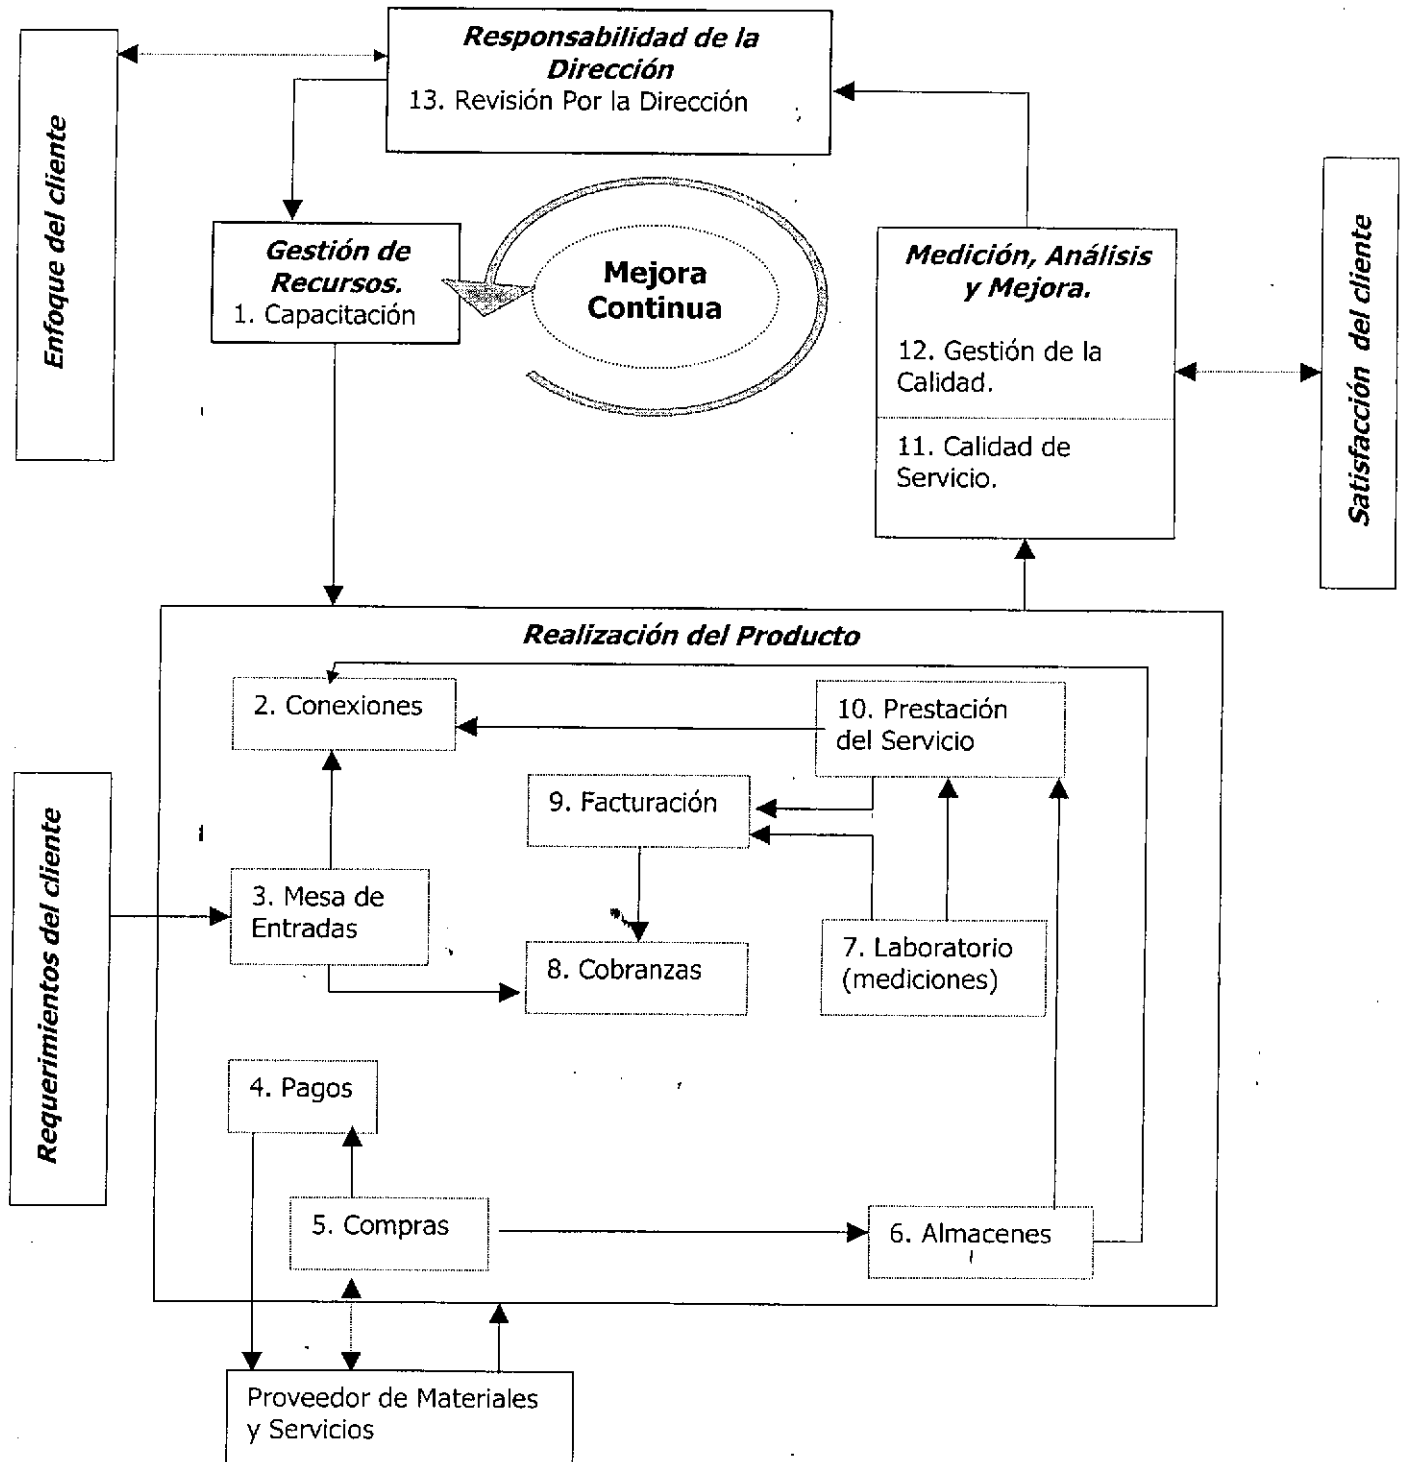 Responsabilidad de la
Dirección
13. Revisión Por la Dirección
Enfoque del cliente
Gestión de
Recursos.
1. Capacitación
Mejora
Continua
Medición, Análisis
y Mejora.
12. Gestión de la
Calidad.
11. Calidad de
Servicio.
Satisfacción del cliente
Realización del Producto
2. Conexiones
10. Prestación
del Servicio
9. Facturación
Requerimientos del cliente
3. Mesa de
Entradas
8. Cobranzas
7. Laboratorio
(mediciones)
4. Pagos
5. Compras
6. Almacenes
Proveedor de Materiales
y Servicios